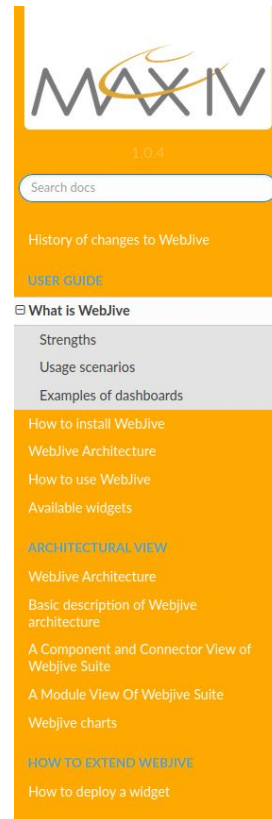 MAXIV
1.0.4
Search docs
History of changes to WebJive
USER GUIDE
What is WebJive
Strengths
Usage scenarios
Examples of dashboards
How to install WebJive
WebJive Architecture
How to use WebJive
Available widgets
ARCHITECTURAL VIEW
WebJive Architecture
Basic description of Webjive
architecture
A Component and Connector View of
Webjive Suite
A Module View Of Webjive Suite
Webjive charts
HOW TO EXTEND WEBJIVE
How to deploy a widget